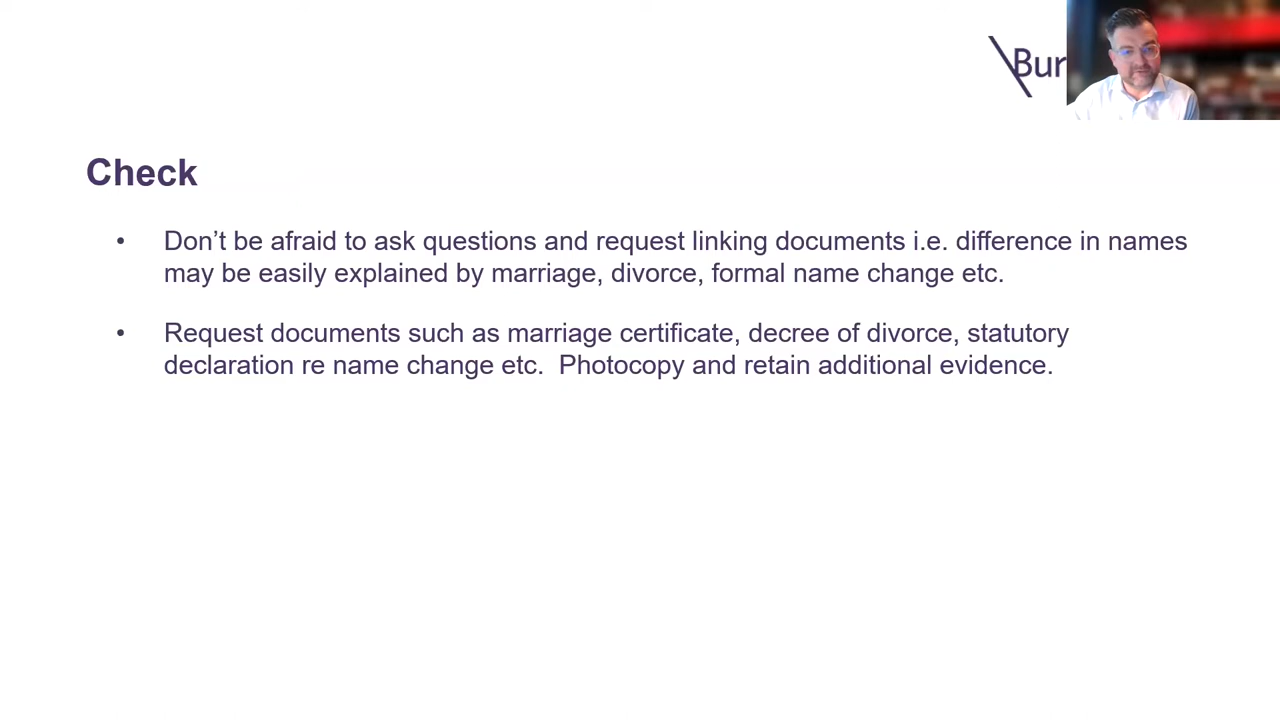 Bur
Check
• Don’t be afraid to ask questions and request linking documents i.e. difference in names
may be easily explained by marriage, divorce, formal name change etc.
• Request documents such as marriage certificate, decree of divorce, statutory
declaration re name change etc.  Photocopy and retain additional evidence.